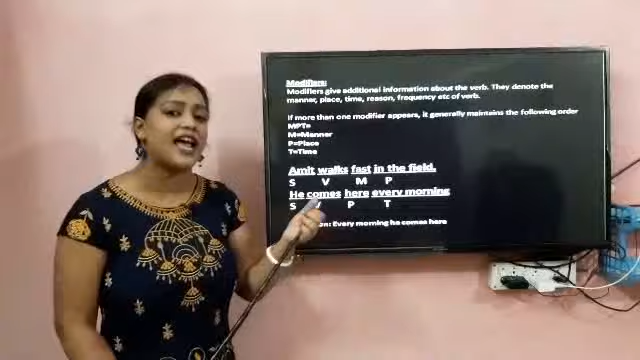 Modifiers:
Modifiers give additional information about the verb. They denote the
manner, place, time, reason, frequency etc of verb.
If more than one modifier appears, it generally maintains the following order
MPT=
M=Manner
P=Place
T=Time
Amit walks fast in the field.
S V M P
He comes here every morning
S V P T
Every morning he comes here